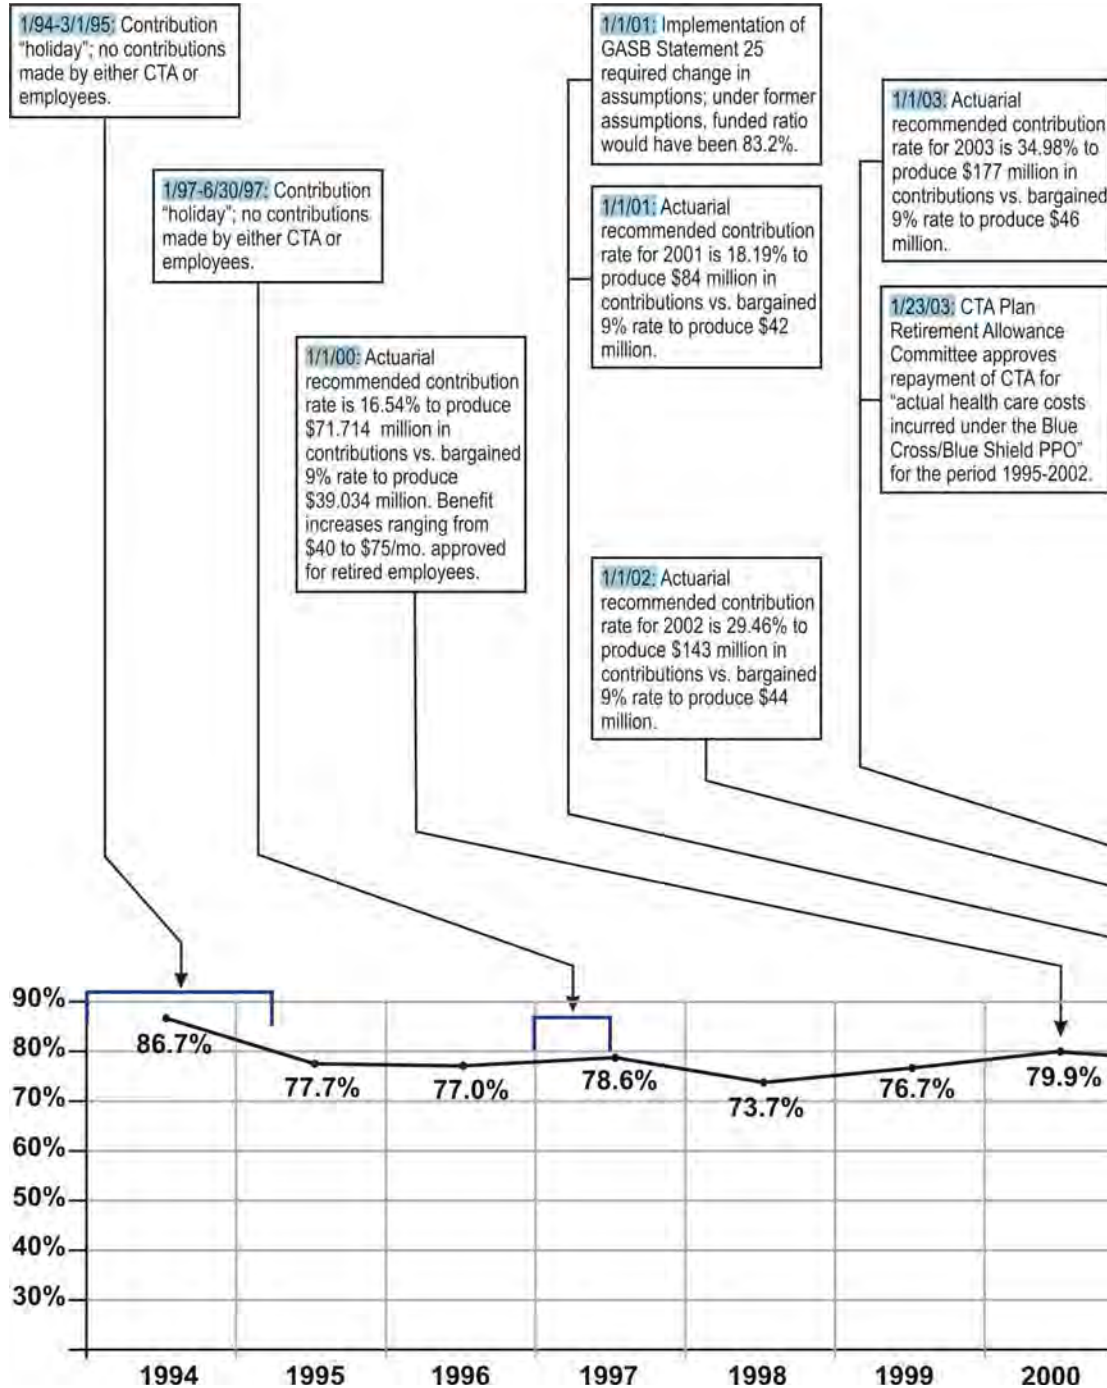 1/94-3/1/95: Contribution
“holiday”; no contributions
made by either CTA or
employees.
1/97-6/30/97: Contribution
“holiday”; no contributions
made by either CTA or
employees.
1/1/00: Actuarial
recommended contribution
rate is 16.54% to produce
$71.714 million in
contributions vs. bargained
9% rate to produce
$39.034 million. Benefit
increases ranging from
$40 to $75/mo. approved
for retired employees.
1/1/01: Implementation of
GASB Statement 25
required change in
assumptions; under former
assumptions, funded ratio
would have been 83.2%.
1/1/01: Actuarial
recommended contribution
rate for 2001 is 18.19% to
produce $84 million in
contributions vs. bargained
9% rate to produce $42
million.
1/1/02: Actuarial
recommended contribution
rate for 2002 is 29.46% to
produce $143 million in
contributions vs. bargained
9% rate to produce $44
million.
1/1/03: Actuarial
recommended contribution
rate for 2003 is 34.98% to
produce $177 million in
contributions vs. bargained
9% rate to produce $46
million.
1/23/03: CTA Plan
Retirement Allowance
Committee approves
repayment of CTA for
“actual health care costs
incurred under the Blue
Cross/Blue Shield PPO”
for the period 1995-2002.
90%
80%
70%
60%
50%
40%
30%
86.7%
77.7%
77.0%
78.6%
73.7%
76.7%
79.9%
1994 1995 1996 1997 1998 1999 2000